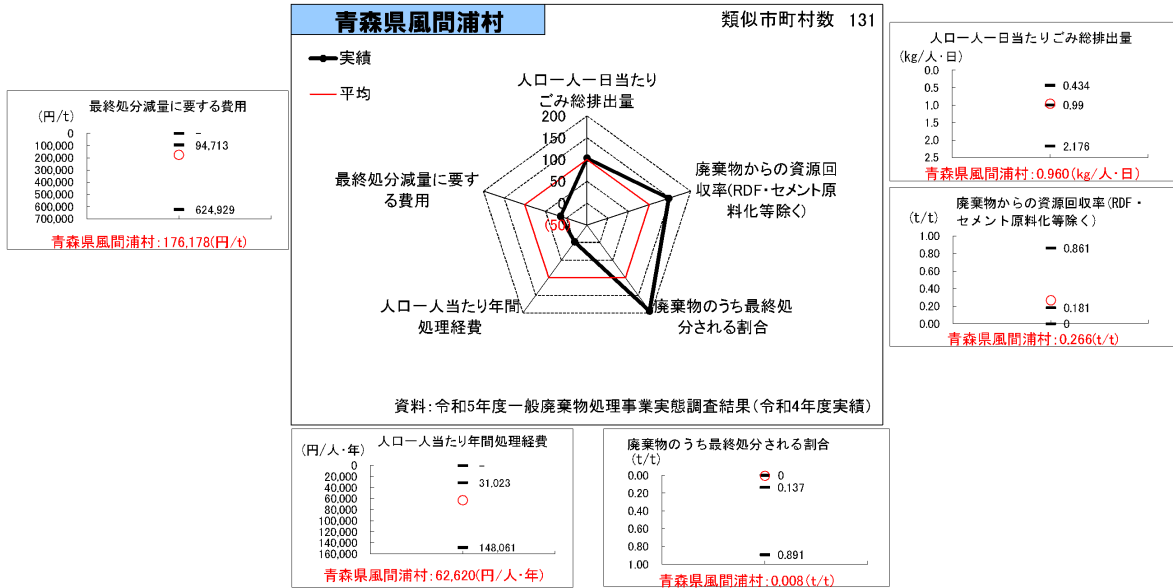 青森県風間浦村
類似市町村数 131
実績
平均
人口一人一日当たり
ごみ総排出量
200
150
100
50
0
(50)
廃棄物からの資源回
収率(RDF・セメント原
料化等除く)
廃棄物のうち最終処
分される割合
人口一人当たり年間
処理経費
最終処分減量に要す
る費用
資料:令和5年度一般廃棄物処理事業実態調査結果(令和4年度実績)
最終処分減量に要する費用
(円/t)
0
100,000
200,000
300,000
400,000
500,000
600,000
700,000
-
94,713
624,929
青森県風間浦村:176,178(円/t)
人口一人一日当たりごみ総排出量
(kg/人・日)
0.0
0.5
1.0
1.5
2.0
2.5
0.434
0.99
2.176
青森県風間浦村:0.960(kg/人・日)
廃棄物からの資源回収率(RDF・
セメント原料化等除く)
(t/t)
1.00
0.80
0.60
0.40
0.20
0.00
0.861
0.181
0
青森県風間浦村:0.266(t/t)
人口一人当たり年間処理経費
(円/人・年)
0
20,000
40,000
60,000
80,000
100,000
120,000
140,000
160,000
-
31,023
148,061
青森県風間浦村:62,620(円/人・年)
廃棄物のうち最終処分される割合
(t/t)
0.00
0.20
0.40
0.60
0.80
1.00
0
0.137
0.891
青森県風間浦村:0.008(t/t)